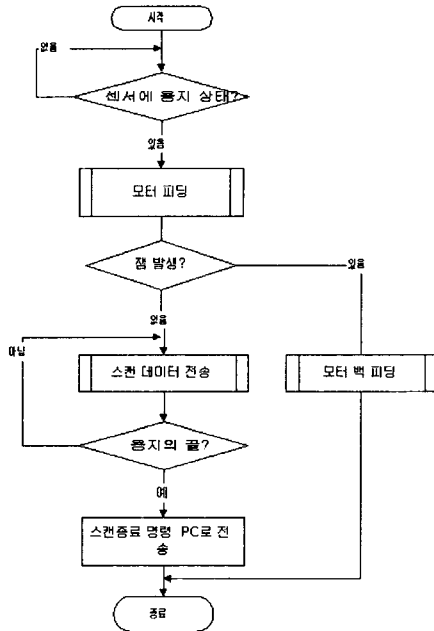 시작
없음
센서에 용지 상태?
있음
모터 피딩
잼 발생?
있음
없음
아님
스캔 데이터 전송
모터 백 피딩
용지의 끝?
예
스캔종료 명령 PC로 전
송
종료